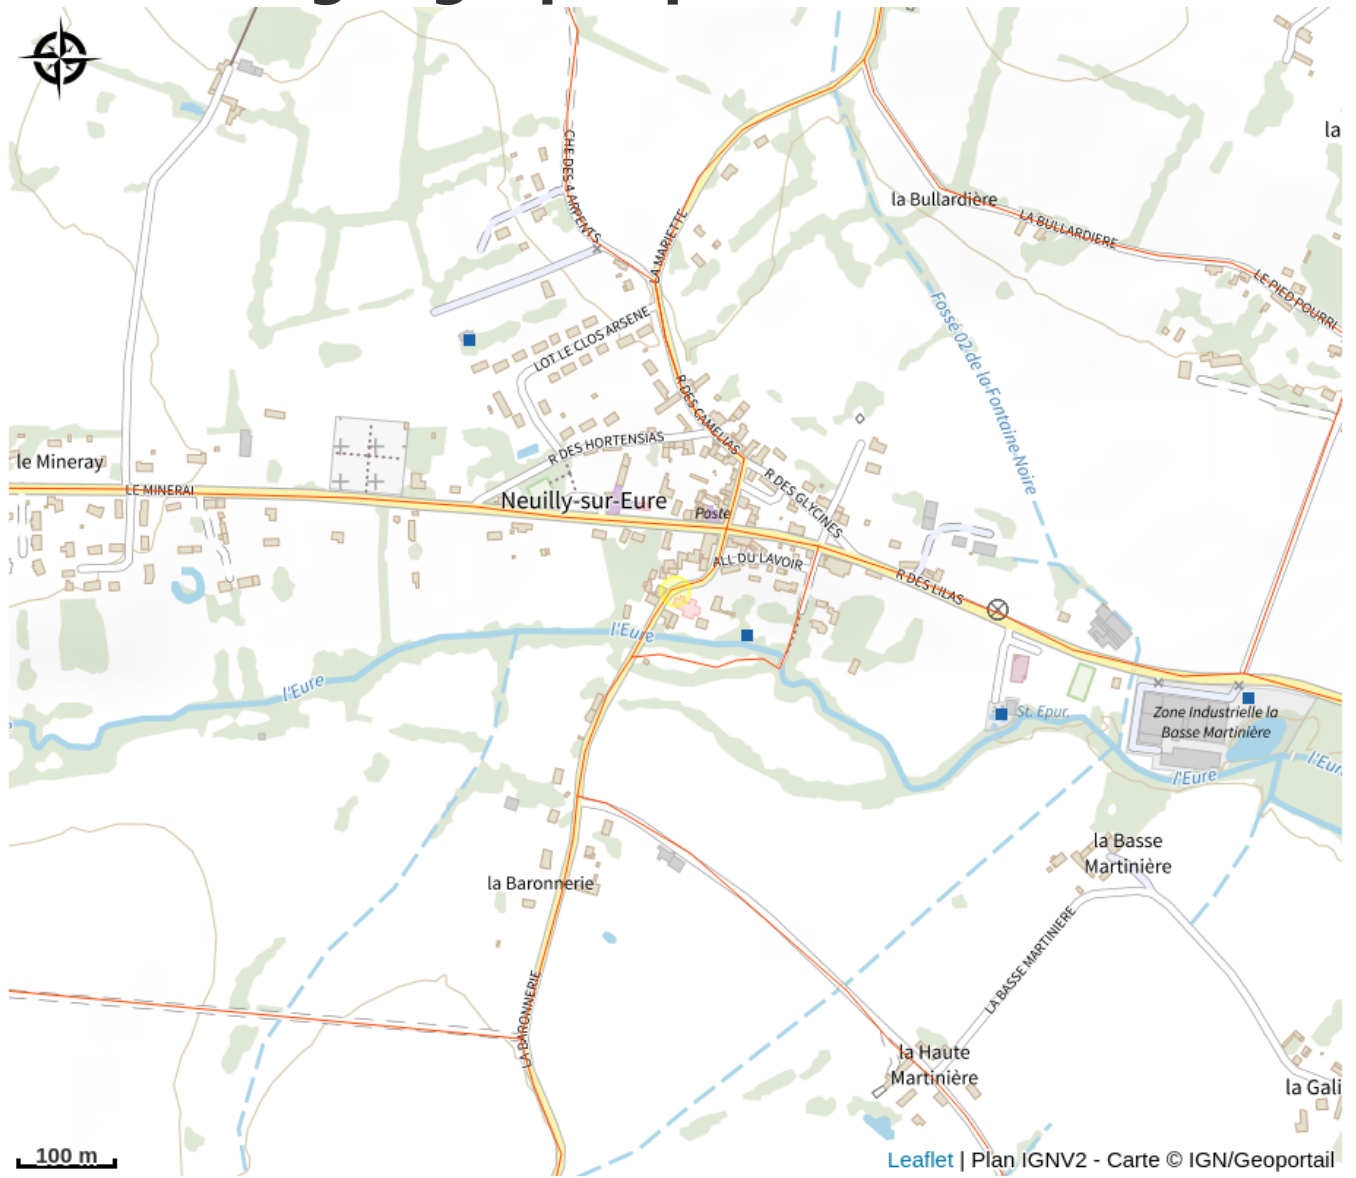 la
CHE DES 4 ARPENTS
la Bullardière
LA MARIETTE
LA BULLARDIERE
LE PIED POURRI
Fossé 02 de la Fontaine Noire
LOT LE CLOS ARSENE
R DES CAMELIAS
R DES HORTENSIAS
le Mineray
LE MINERAI
R DES GLYCINES
Neuilly-sur-Eure
Poste
ALL DU LAVOIR
R DES LILAS
l'Eure
l'Eure
St. Epur.
Zone Industrielle la
Basse Martinière
l'Eure
l'Eur
la Basse
Martinière
la Baronnerie
LA BASSE MARTINIERE
LA BARONNERIE
la Haute
Martinière
la Gali
100 m
Leaflet | Plan IGNV2 - Carte © IGN/Geoportail